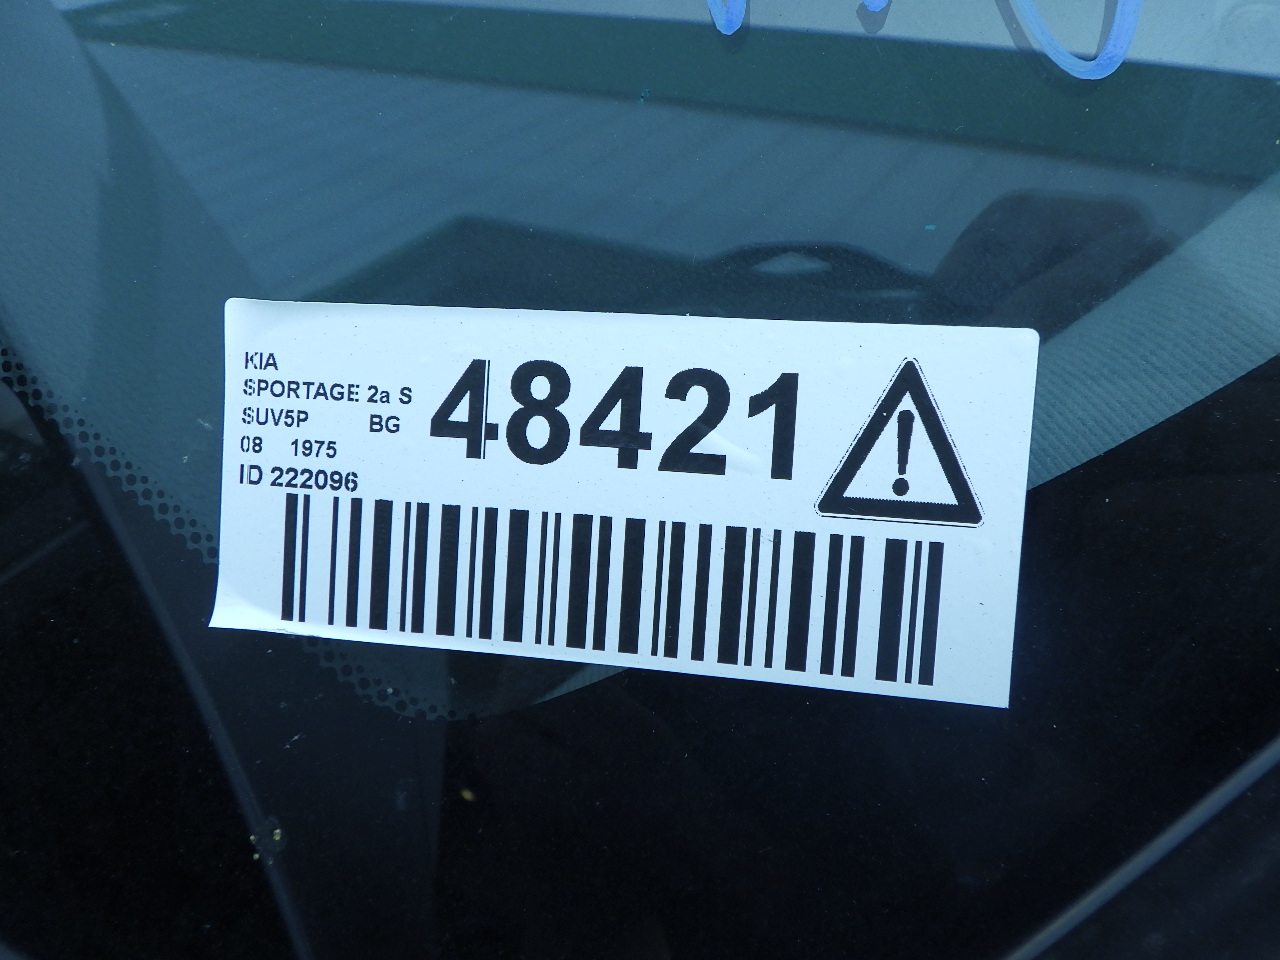 KIA
SPORTAGE 2a S
SUV5P BG
08 1975
ID 222096
48421